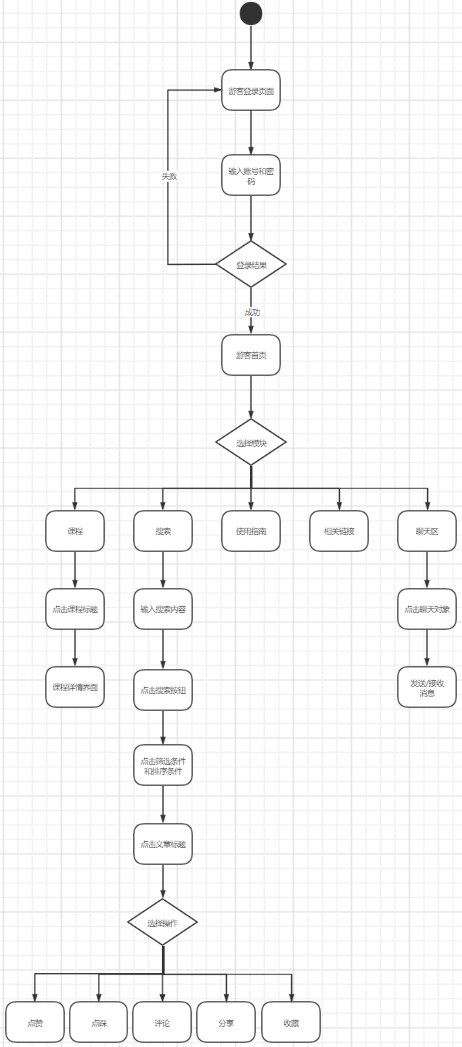 游客登录页面
输入账号和密
码
失败
登录结果
成功
游客首页
选择模块
课程
搜索
使用指南
相关链接
聊天区
点击课程标题
输入搜索内容
点击聊天对象
课程详情界面
点击搜索按钮
发送/接收
消息
点击筛选条件
和排序条件
点击文章标题
选择操作
点赞
点踩
评论
分享
收藏